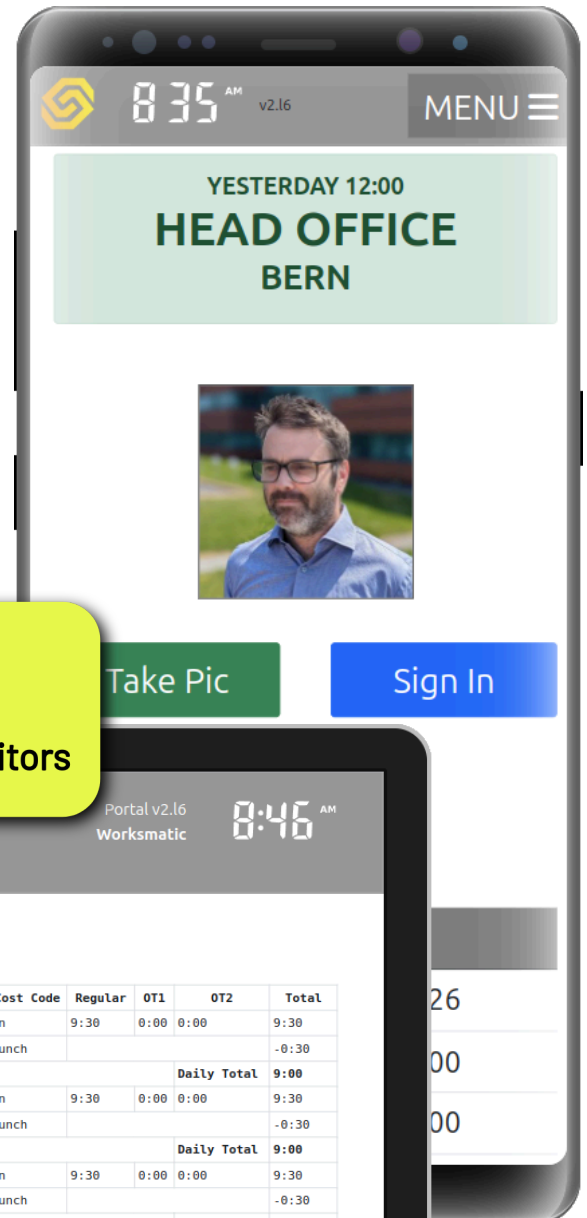 8 35 AM v2.l6 MENU
YESTERDAY 12:00
HEAD OFFICE
BERN
Take Pic Sign In
itors
Portal v2.l6
Worksmatic
8:46 AM
Cost Code Regular OT1 OT2 Total
n 9:30 0:00 0:00 9:30
unch -0:30
Daily Total 9:00
n 9:30 0:00 0:00 9:30
unch -0:30
Daily Total 9:00
n 9:30 0:00 0:00 9:30
unch -0:30
26
00
00